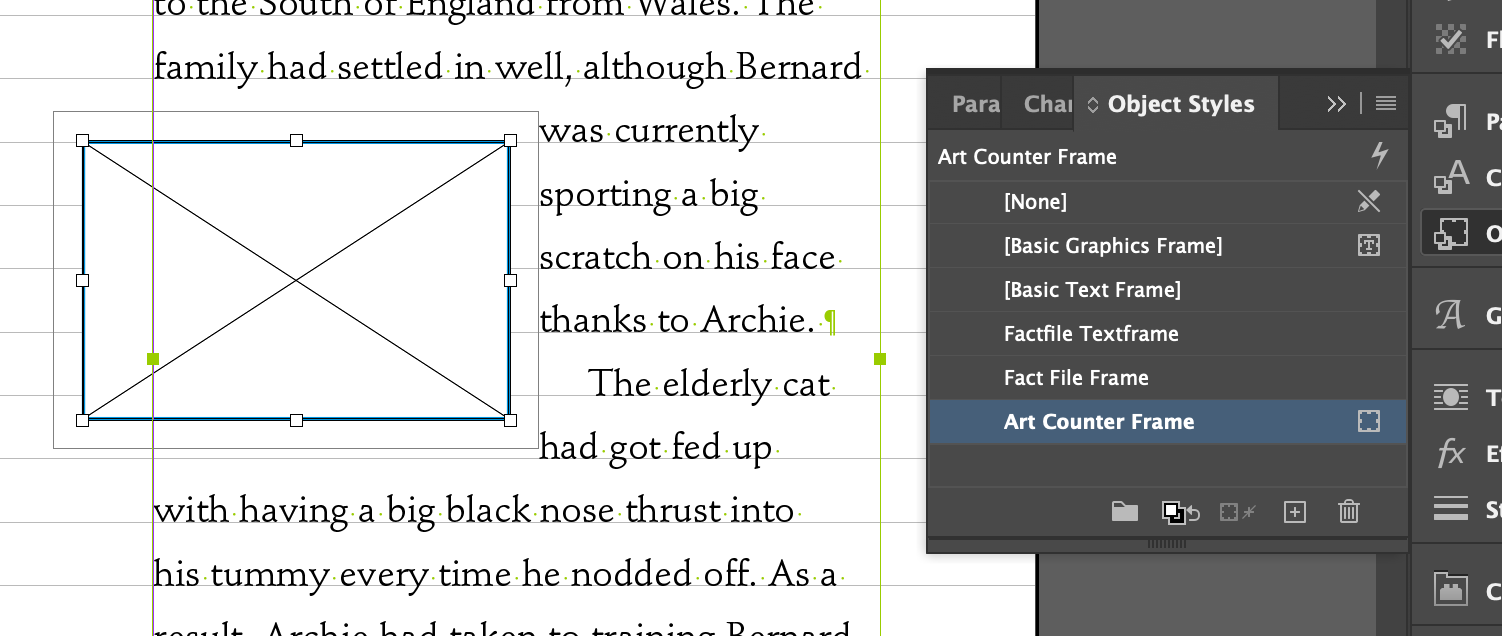 to the South of England from Wales. The
family had settled in well, although Bernard
was currently
sporting a big
scratch on his face
thanks to Archie. ¶
The elderly cat
had got fed up
with having a big black nose thrust into
his tummy every time he nodded off. As a
result, Archie had taken to training Bernard
Para Char Object Styles
Art Counter Frame
[None]
[Basic Graphics Frame]
[Basic Text Frame]
Factfile Textframe
Fact File Frame
Art Counter Frame
Fl
Pa
C
O
G
Te
fx Ef
St
C